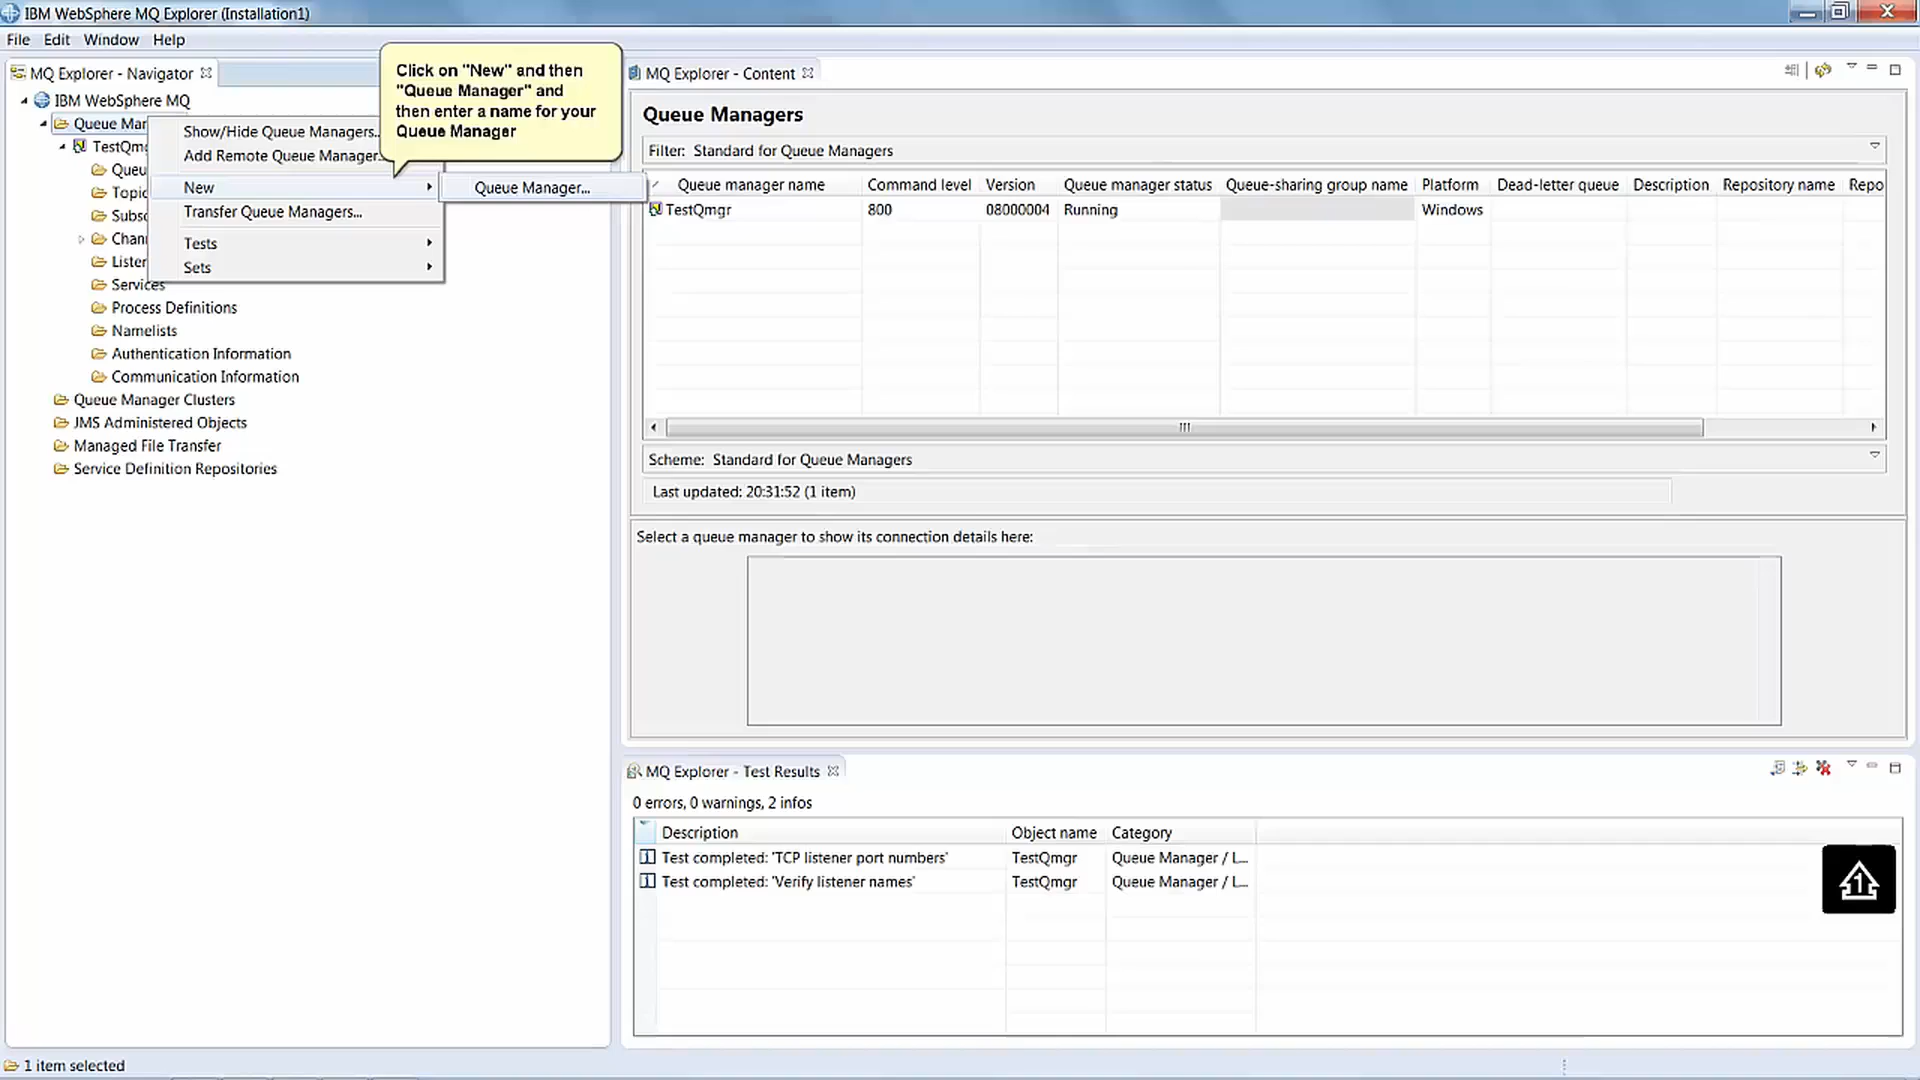 IBM WebSphere MQ Explorer (Installation1)
File Edit Window Help
MQ Explorer - Navigator
IBM WebSphere MQ
Queue Mar
TestQmg
Queu
Topic
Subsc
Chann
Listen
Services
Process Definitions
Namelists
Authentication Information
Communication Information
Queue Manager Clusters
JMS Administered Objects
Managed File Transfer
Service Definition Repositories
Show/Hide Queue Managers...
Add Remote Queue Manager...
New
Transfer Queue Managers...
Tests
Sets
Queue Manager...
Click on "New" and then
"Queue Manager" and
then enter a name for your
Queue Manager
MQ Explorer - Content
Queue Managers
Filter: Standard for Queue Managers
Queue manager name Command level Version Queue manager status Queue-sharing group name Platform Dead-letter queue Description Repository name Repo
TestQmgr 800 08000004 Running Windows
Scheme: Standard for Queue Managers
Last updated: 20:31:52 (1 item)
Select a queue manager to show its connection details here:
MQ Explorer - Test Results
0 errors, 0 warnings, 2 infos
Description Object name Category
Test completed: 'TCP listener port numbers' TestQmgr Queue Manager / L...
Test completed: 'Verify listener names' TestQmgr Queue Manager / L...
1
1 item selected